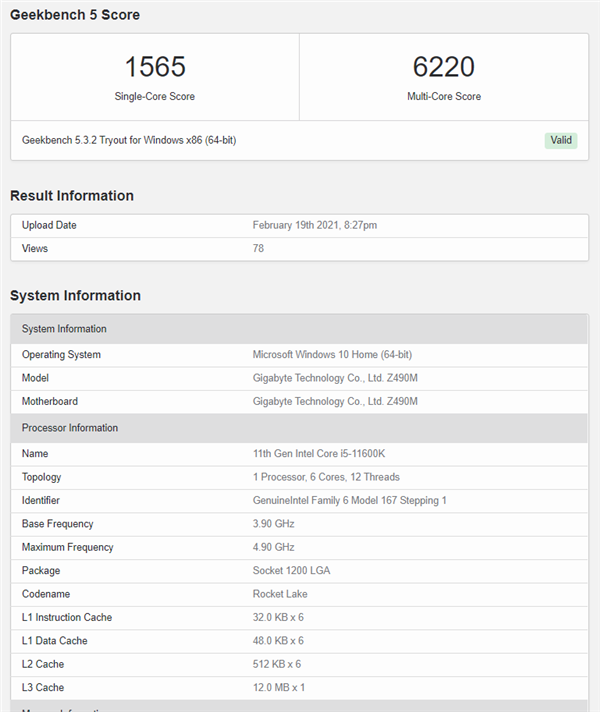 Geekbench 5 Score
1565 6220
Single-Core Score Multi-Core Score
Geekbench 5.3.2 Tryout for Windows x86 (64-bit) Valid
Result Information
Upload Date February 19th 2021, 8:27pm
Views 78
System Information
System Information
Operating System Microsoft Windows 10 Home (64-bit)
Model Gigabyte Technology Co., Ltd. Z490M
Motherboard Gigabyte Technology Co., Ltd. Z490M
Processor Information
Name 11th Gen Intel Core i5-11600K
Topology 1 Processor, 6 Cores, 12 Threads
Identifier GenuineIntel Family 6 Model 167 Stepping 1
Base Frequency 3.90 GHz
Maximum Frequency 4.90 GHz
Package Socket 1200 LGA
Codename Rocket Lake
L1 Instruction Cache 32.0 KB x 6
L1 Data Cache 48.0 KB x 6
L2 Cache 512 KB x 6
L3 Cache 12.0 MB x 1